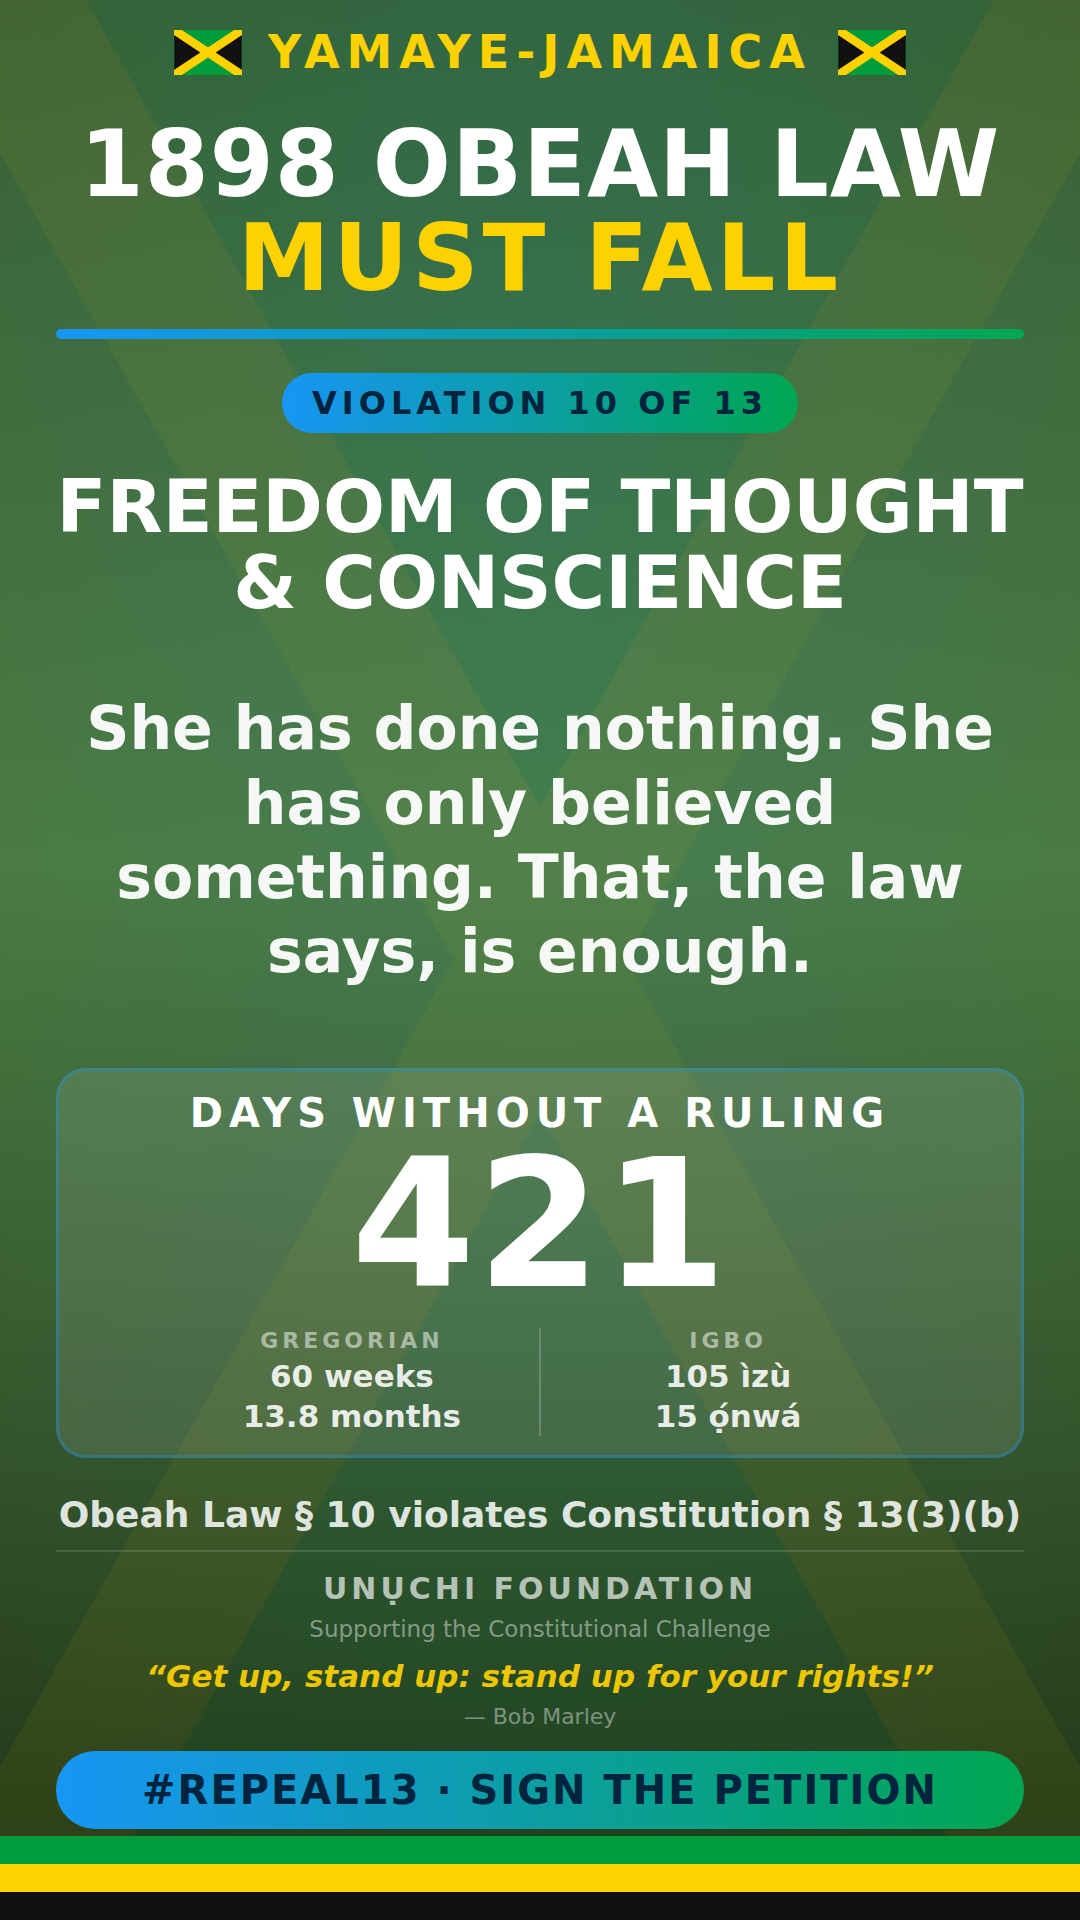 YAMAYE-JAMAICA
1898 OBEAH LAW
MUST FALL
VIOLATION 10 OF 13
FREEDOM OF THOUGHT
& CONSCIENCE
She has done nothing. She
has only believed
something. That, the law
says, is enough.
DAYS WITHOUT A RULING
421
GREGORIAN
60 weeks
13.8 months
IGBO
105 ìzù
15 ọ́nwá
Obeah Law § 10 violates Constitution § 13(3)(b)
UNỤCHI FOUNDATION
Supporting the Constitutional Challenge
“Get up, stand up: stand up for your rights!”
— Bob Marley
#REPEAL13 · SIGN THE PETITION